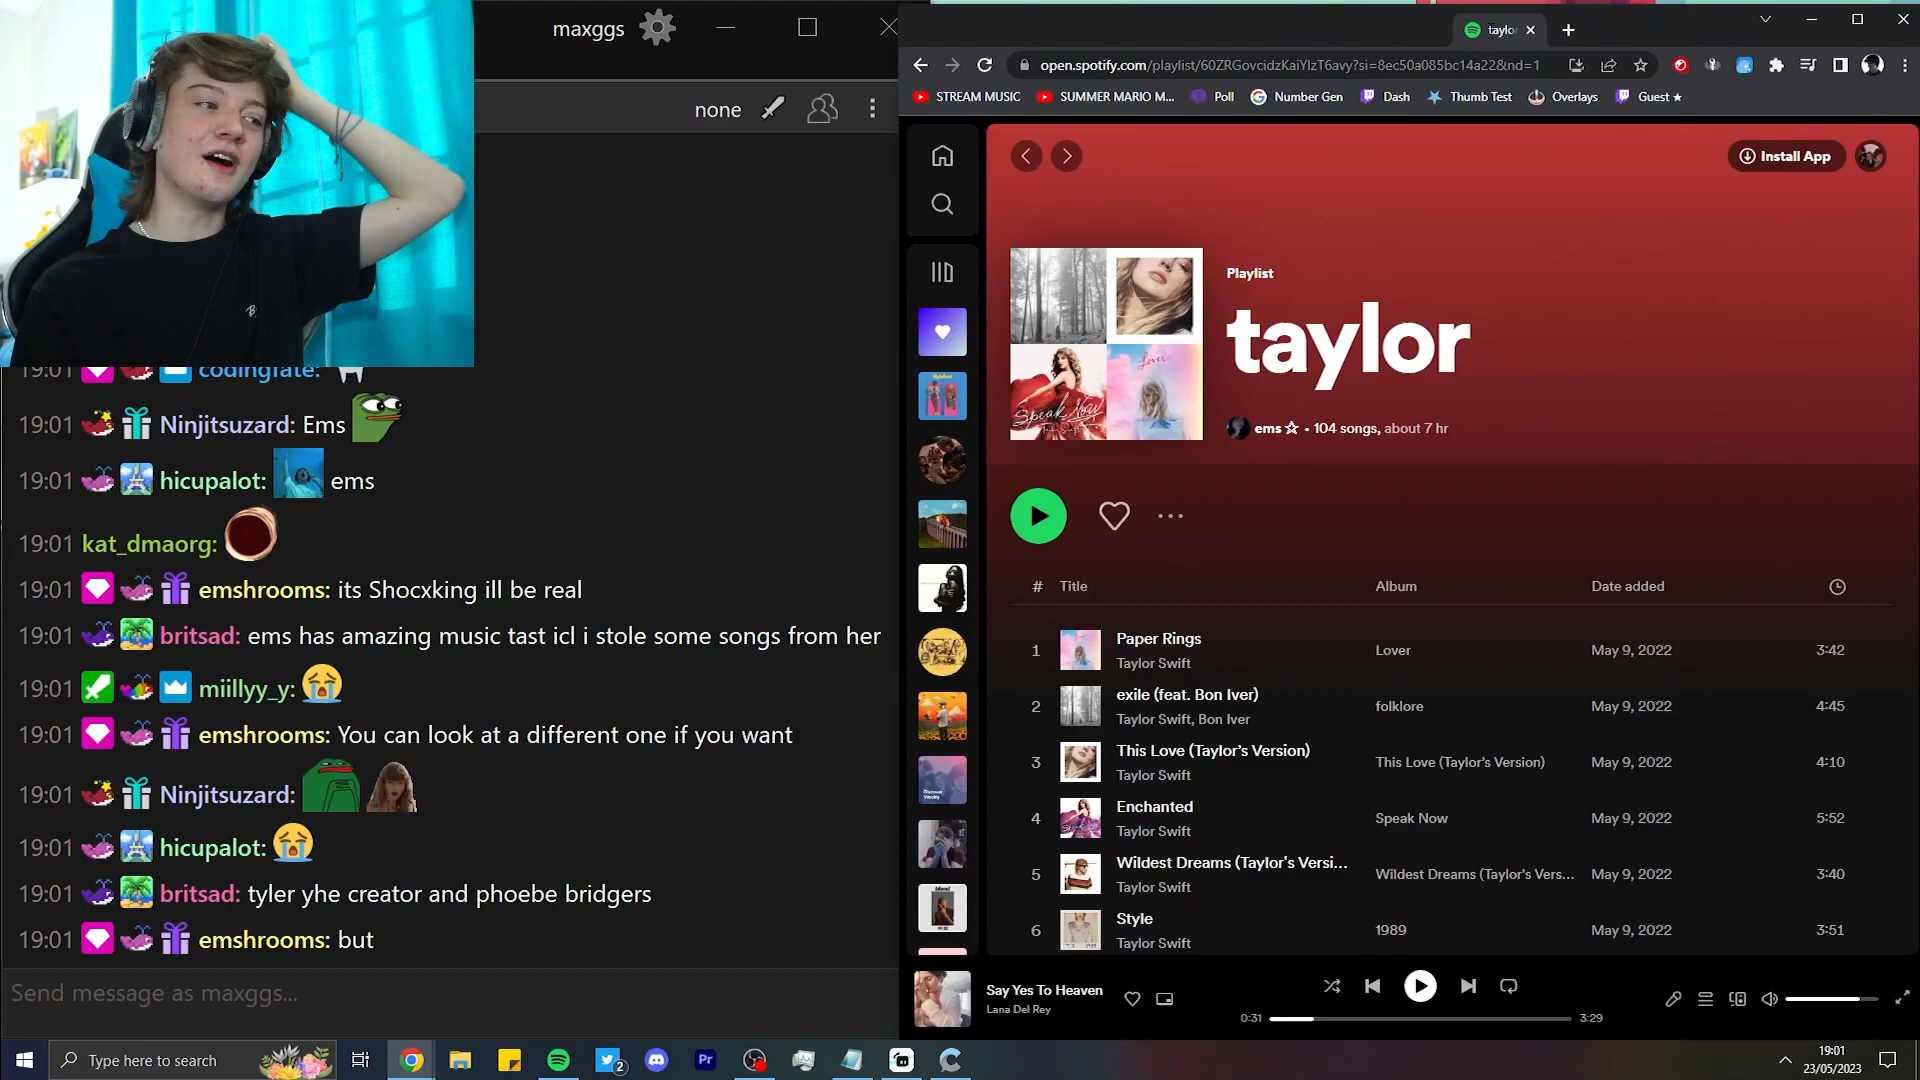 maxggs
none
19:01 codingfate:
19:01 Ninjitsuzard: Ems
19:01 hicupalot: ems
19:01 kat_dmaorg:
19:01 emshrooms: its Shocxking ill be real
19:01 britsad: ems has amazing music tast icl i stole some songs from her
19:01 miillyy_y:
19:01 emshrooms: You can look at a different one if you want
19:01 Ninjitsuzard:
19:01 hicupalot:
19:01 britsad: tyler yhe creator and phoebe bridgers
19:01 emshrooms: but
Send message as maxggs...
taylo
open.spotify.com/playlist/60ZRGovcidzKaiYIzT6avy?si=8ec50a085bc14a22&nd=1
STREAM MUSIC SUMMER MARIO M... Poll Number Gen Dash Thumb Test Overlays Guest ★
Install App
Speak Now
Lover
Playlist
taylor
ems ☆ • 104 songs, about 7 hr
# Title Album Date added
1 Paper Rings Lover May 9, 2022 3:42
Taylor Swift
2 exile (feat. Bon Iver) folklore May 9, 2022 4:45
Taylor Swift, Bon Iver
3 This Love (Taylor's Version) This Love (Taylor's Version) May 9, 2022 4:10
Taylor Swift
4 Enchanted Speak Now May 9, 2022 5:52
Taylor Swift
5 Wildest Dreams (Taylor's Versi... Wildest Dreams (Taylor's Vers... May 9, 2022 3:40
Taylor Swift
6 Style 1989 May 9, 2022 3:51
Taylor Swift
Say Yes To Heaven
Lana Del Rey
0:31 3:29
Type here to search
2
Pr
19:01
23/05/2023